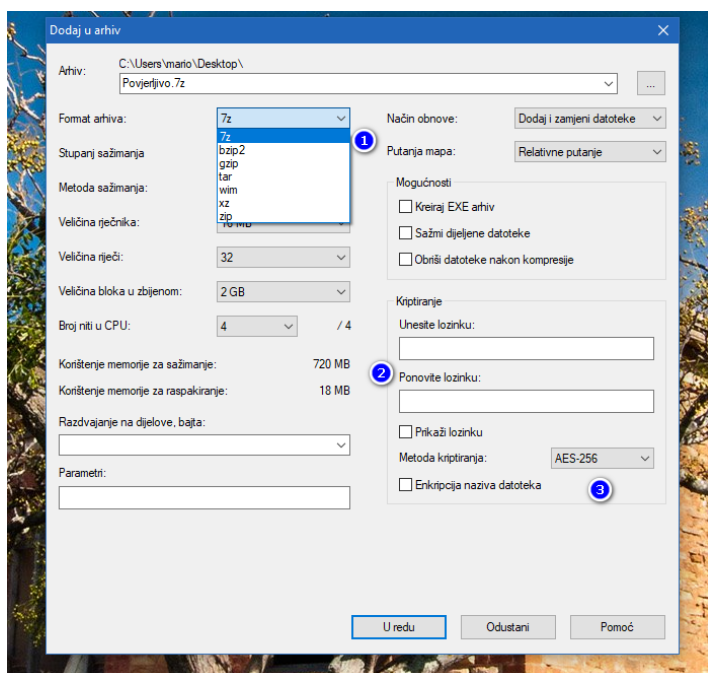 Dodaj u arhiv
Arhiv:
C:\Users\mario\Desktop\
Povjerljivo.7z
...
Format arhiva:
7z
7z
bzip2
gzip
tar
wim
xz
zip
1
Stupanj sažimanja
Metoda sažimanja:
Veličina rječnika:
16 MB
Veličina riječi:
32
Veličina bloka u zbijenom:
2 GB
Broj niti u CPU:
4
/ 4
Korištenje memorije za sažimanje:
720 MB
Korištenje memorije za raspakiranje:
18 MB
Razdvajanje na dijelove, bajta:
Parametri:
Način obnove:
Dodaj i zamjeni datoteke
Putanja mapa:
Relativne putanje
Mogućnosti
Kreiraj EXE arhiv
Sažmi dijeljene datoteke
Obriši datoteke nakon kompresije
Kriptiranje
Unesite lozinku:
2
Ponovite lozinku:
Prikaži lozinku
Metoda kriptiranja:
AES-256
Enkripcija naziva datoteka
3
U redu
Odustani
Pomoć